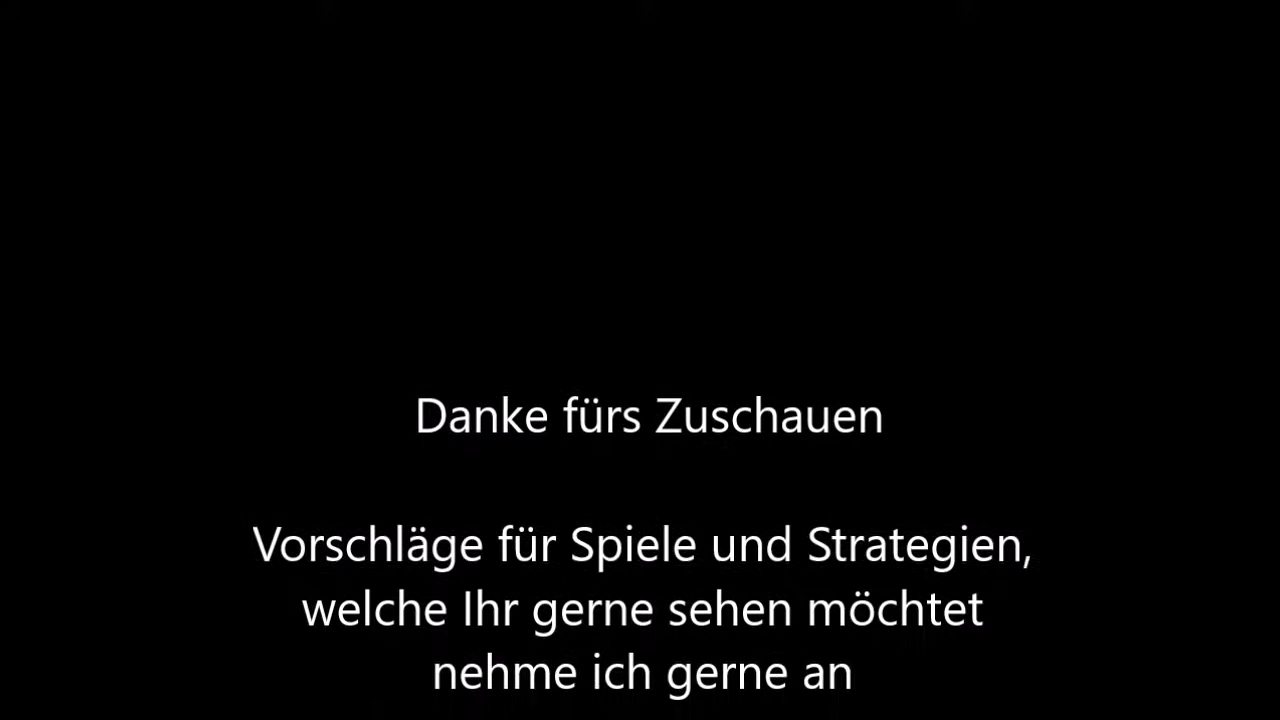 Danke fürs Zuschauen
Vorschläge für Spiele und Strategien,
welche Ihr gerne sehen möchtet
nehme ich gerne an